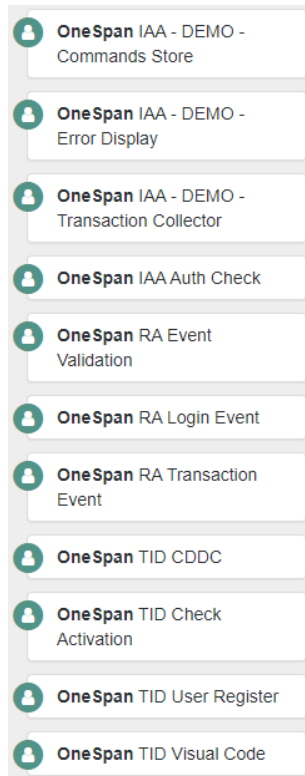 OneSpan IAA - DEMO -
Commands Store
OneSpan IAA - DEMO -
Error Display
OneSpan IAA - DEMO -
Transaction Collector
OneSpan IAA Auth Check
OneSpan RA Event
Validation
OneSpan RA Login Event
OneSpan RA Transaction
Event
OneSpan TID CDDC
OneSpan TID Check
Activation
OneSpan TID User Register
OneSpan TID Visual Code